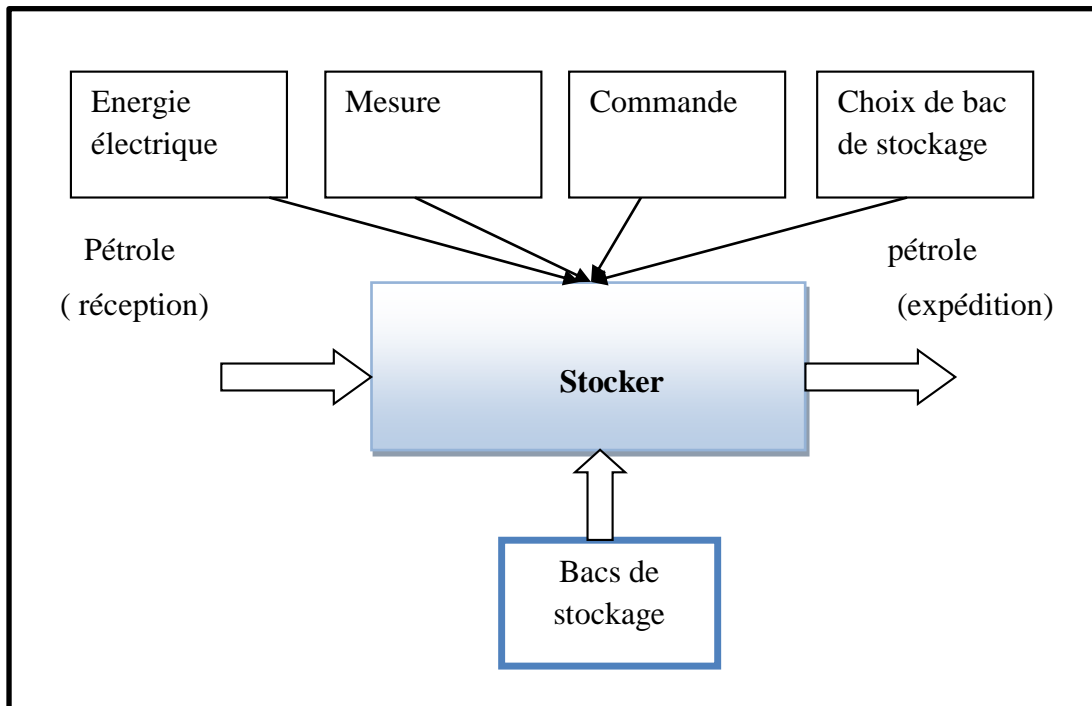 Energie
électrique
Mesure
Commande
Choix de bac
de stockage
Pétrole
( réception)
pétrole
(expédition)
Stocker
Bacs de
stockage